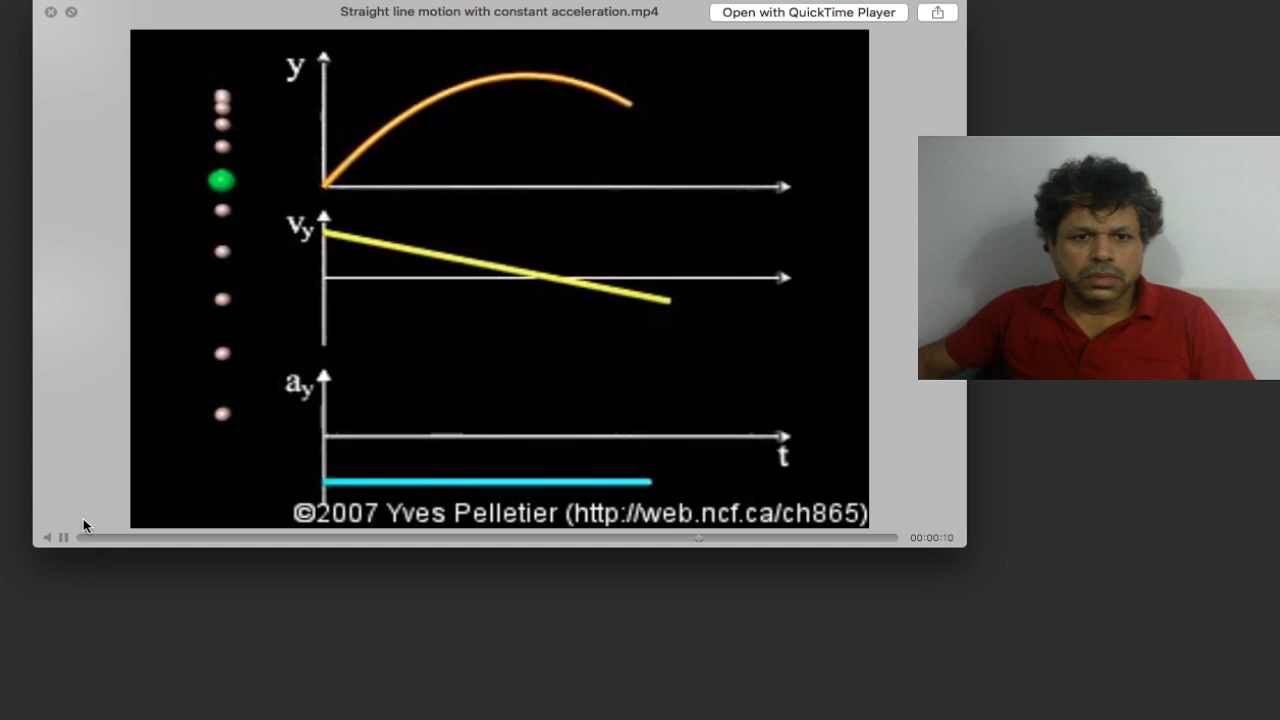 Straight line motion with constant acceleration.mp4
Open with QuickTime Player
y
vy
ay
t
©2007 Yves Pelletier (http://web.ncf.ca/ch865)
00:00:10